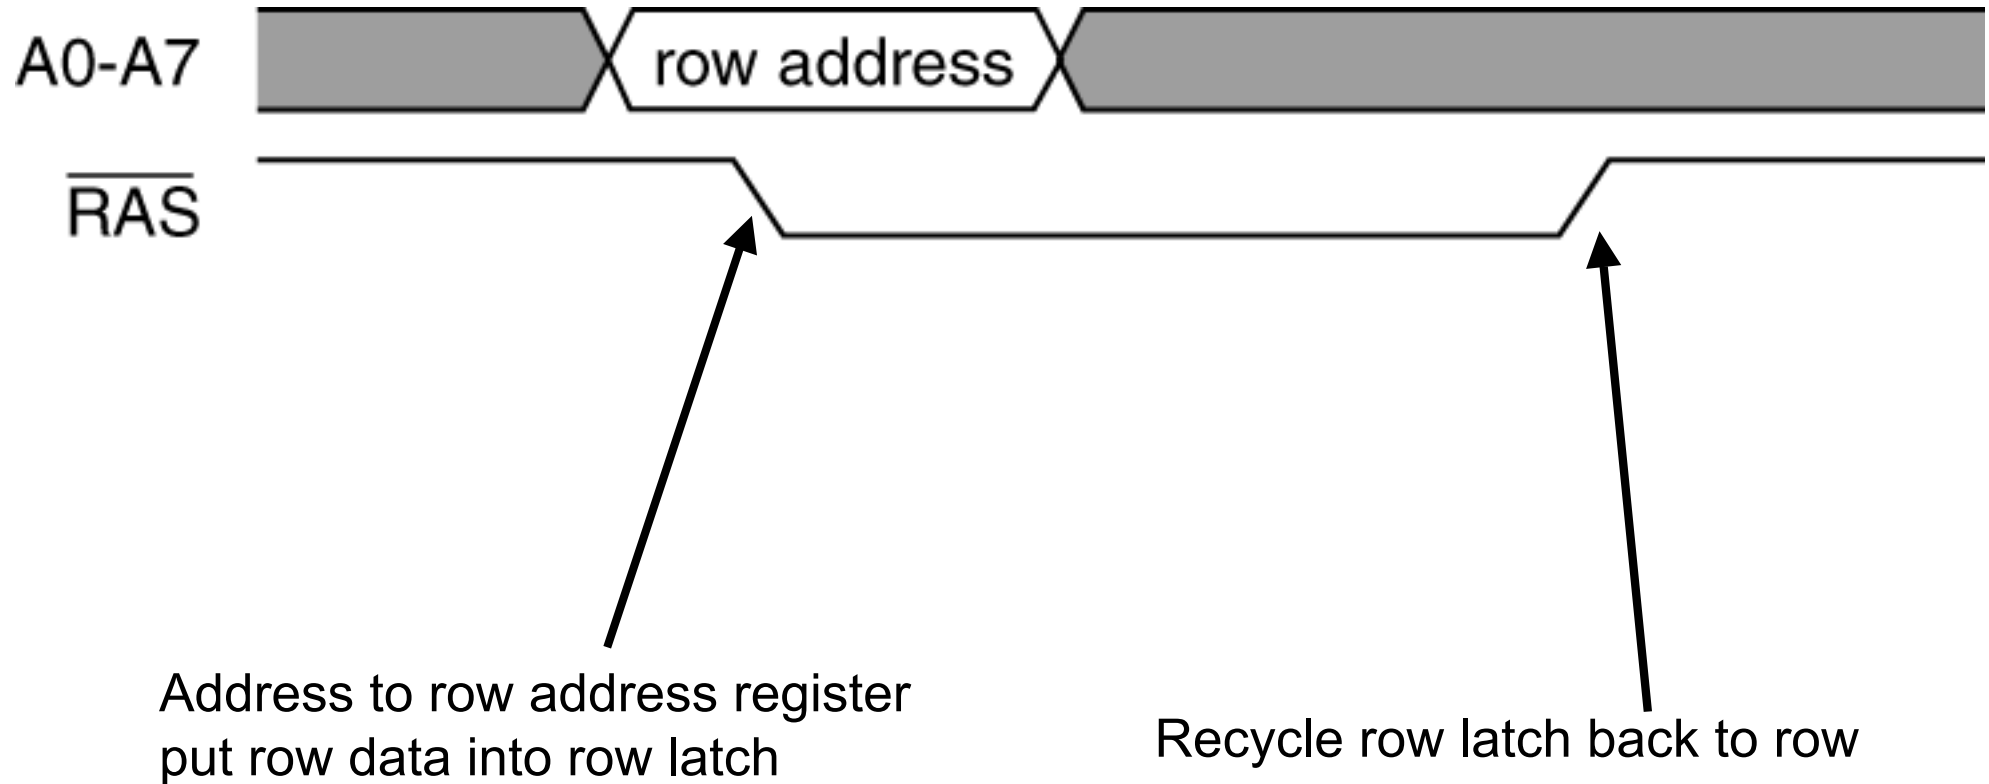 A0-A7
row address
RAS
Address to row address register
put row data into row latch
Recycle row latch back to row